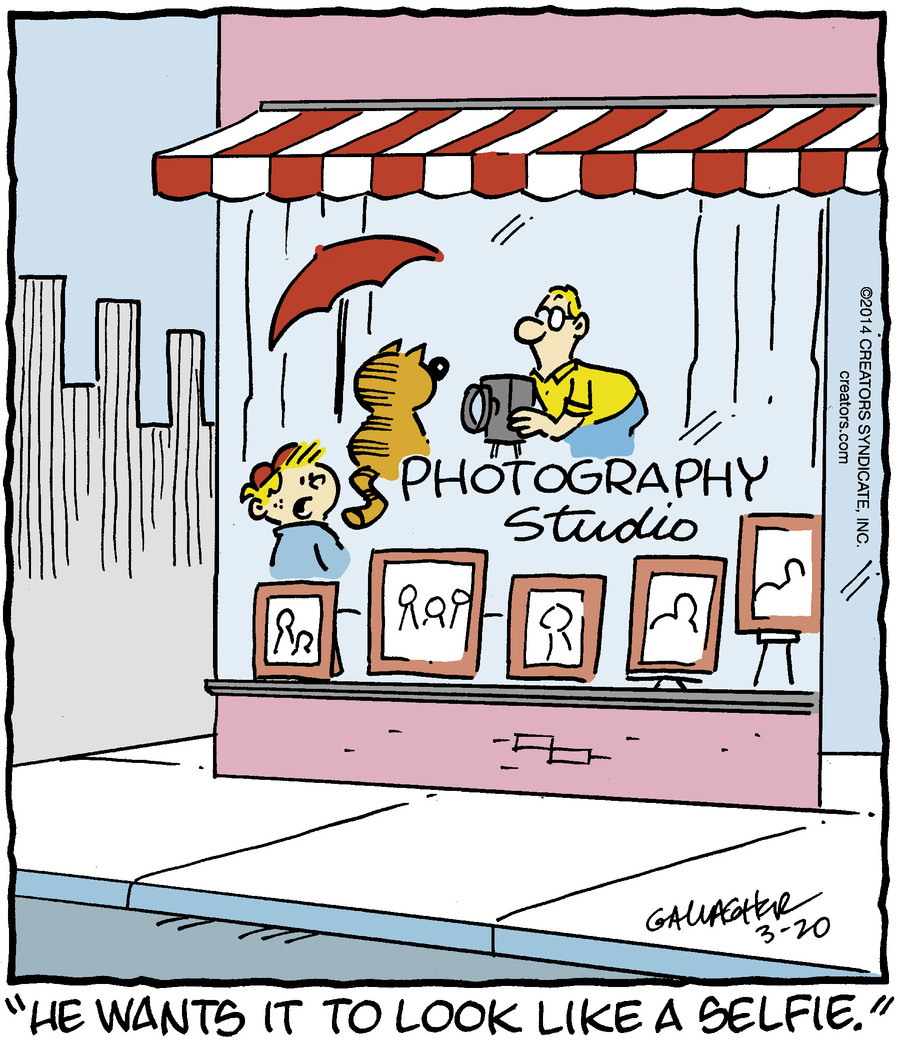 PHOTOGRAPHY
Studio
©2014 CREATORS SYNDICATE, INC.
creators.com
GALLAGHER
3-20
"HE WANTS IT TO LOOK LIKE A SELFIE."